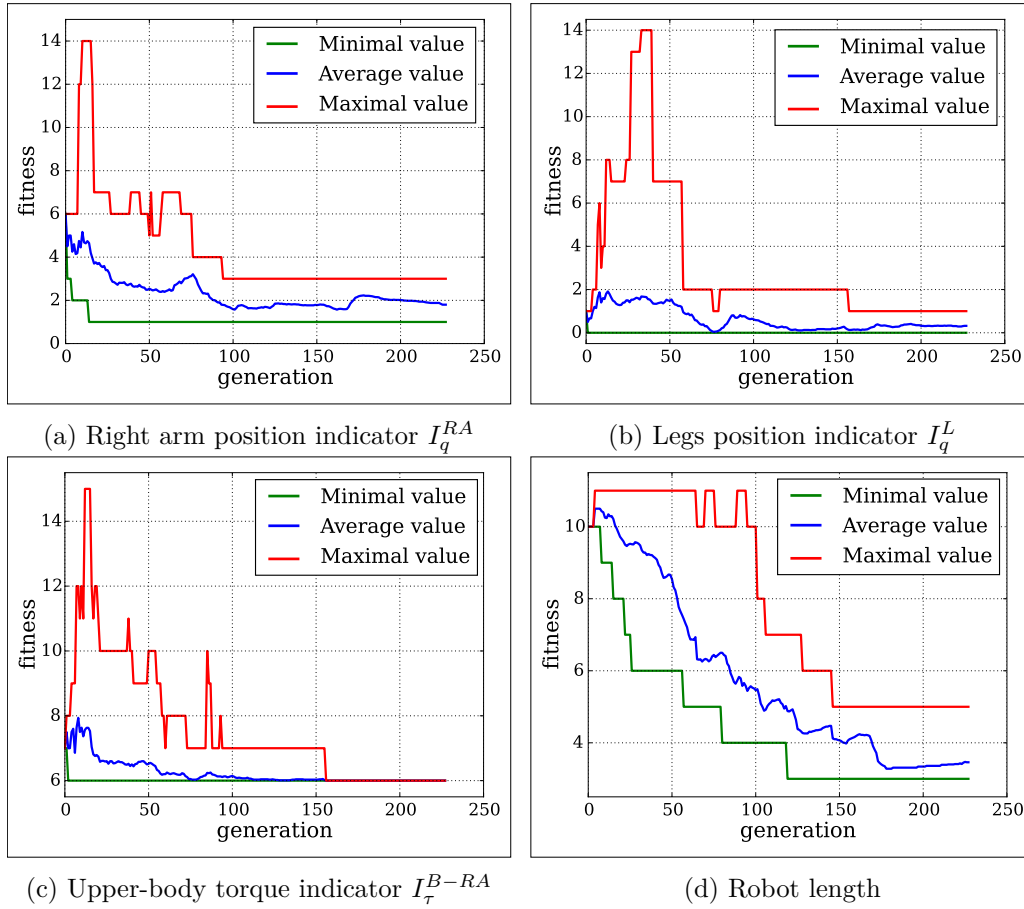 14
12
10
8
6
4
2
0
fitness
Minimal value
Average value
Maximal value
0 50 100 150 200 250
generation
(a) Right arm position indicator $I_q^{RA}$
14
12
10
8
6
4
2
0
fitness
Minimal value
Average value
Maximal value
0 50 100 150 200 250
generation
(b) Legs position indicator $I_q^{L}$
14
12
10
8
6
fitness
Minimal value
Average value
Maximal value
0 50 100 150 200 250
generation
(c) Upper-body torque indicator $I_\tau^{B-RA}$
10
8
6
4
fitness
Minimal value
Average value
Maximal value
0 50 100 150 200 250
generation
(d) Robot length